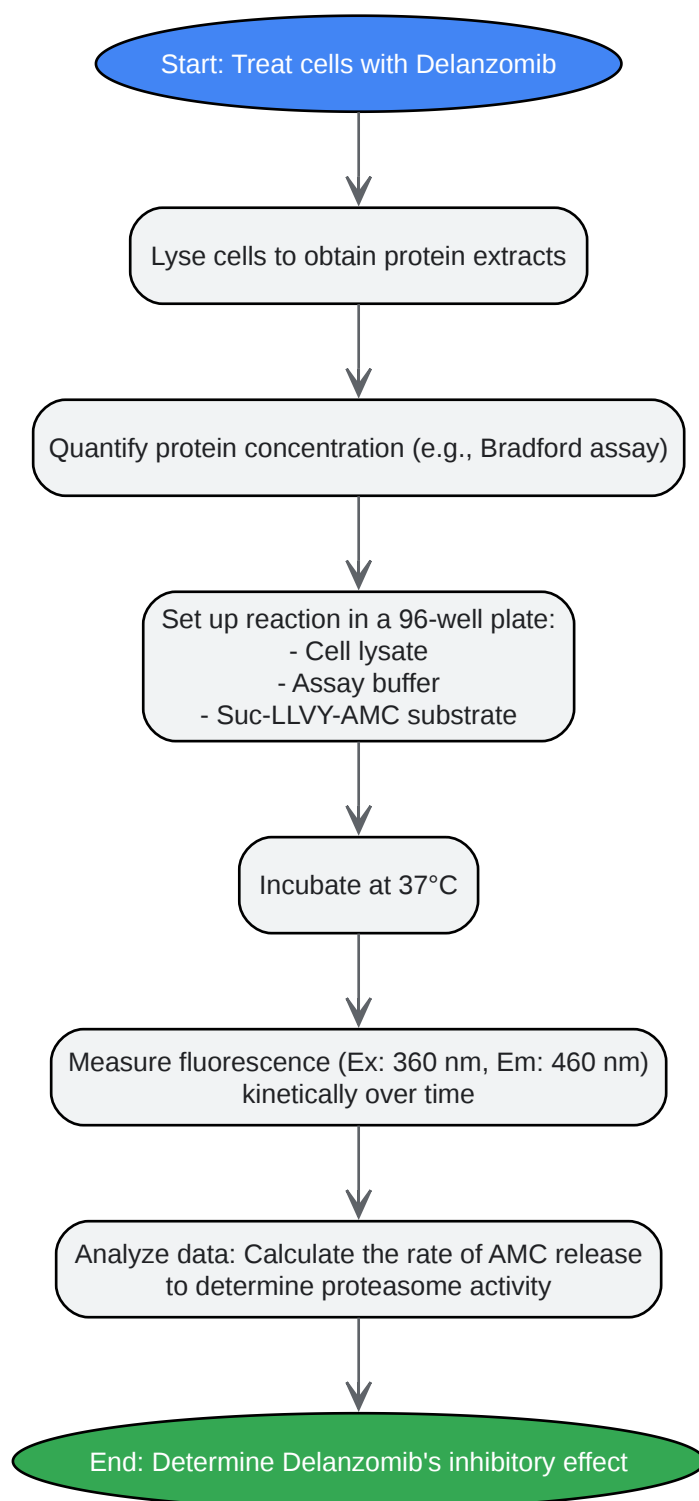 Start: Treat cells with Delanzomib
Lyse cells to obtain protein extracts
Quantify protein concentration (e.g., Bradford assay)
Set up reaction in a 96-well plate:
- Cell lysate
- Assay buffer
- Suc-LLVY-AMC substrate
Incubate at 37°C
Measure fluorescence (Ex: 360 nm, Em: 460 nm)
kinetically over time
Analyze data: Calculate the rate of AMC release
to determine proteasome activity
End: Determine Delanzomib's inhibitory effect